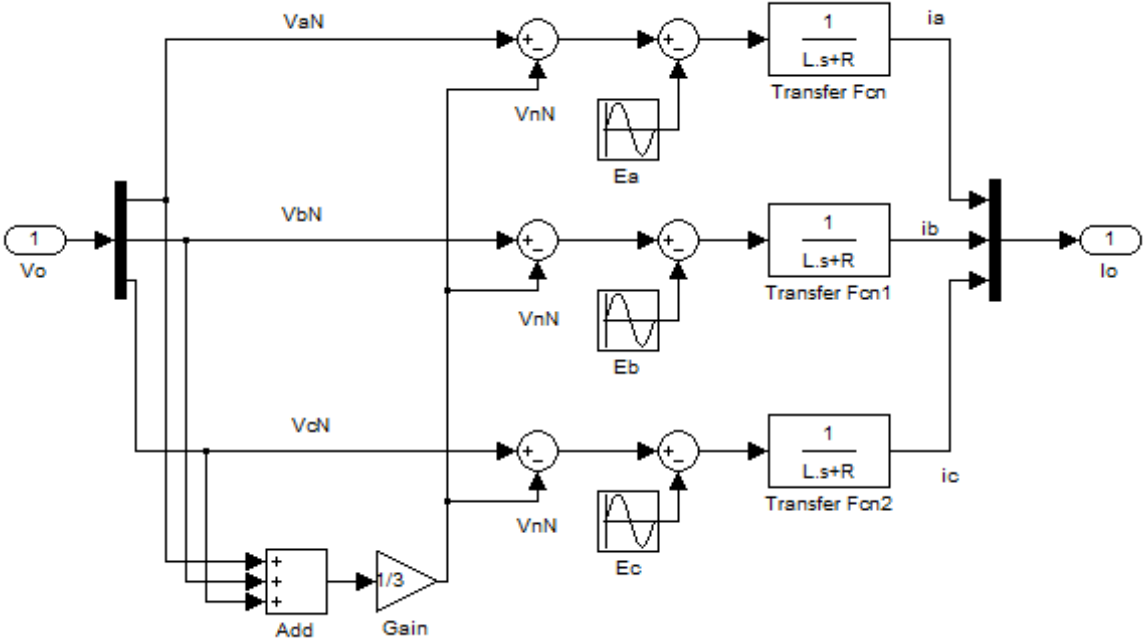 VaN
VnN
Ea
1
L.s+R
Transfer Fcn
ia
1
Vo
VbN
VnN
Eb
1
L.s+R
Transfer Fcn1
ib
1
Io
VcN
VnN
Ec
1
L.s+R
Transfer Fcn2
ic
Add
1/3
Gain